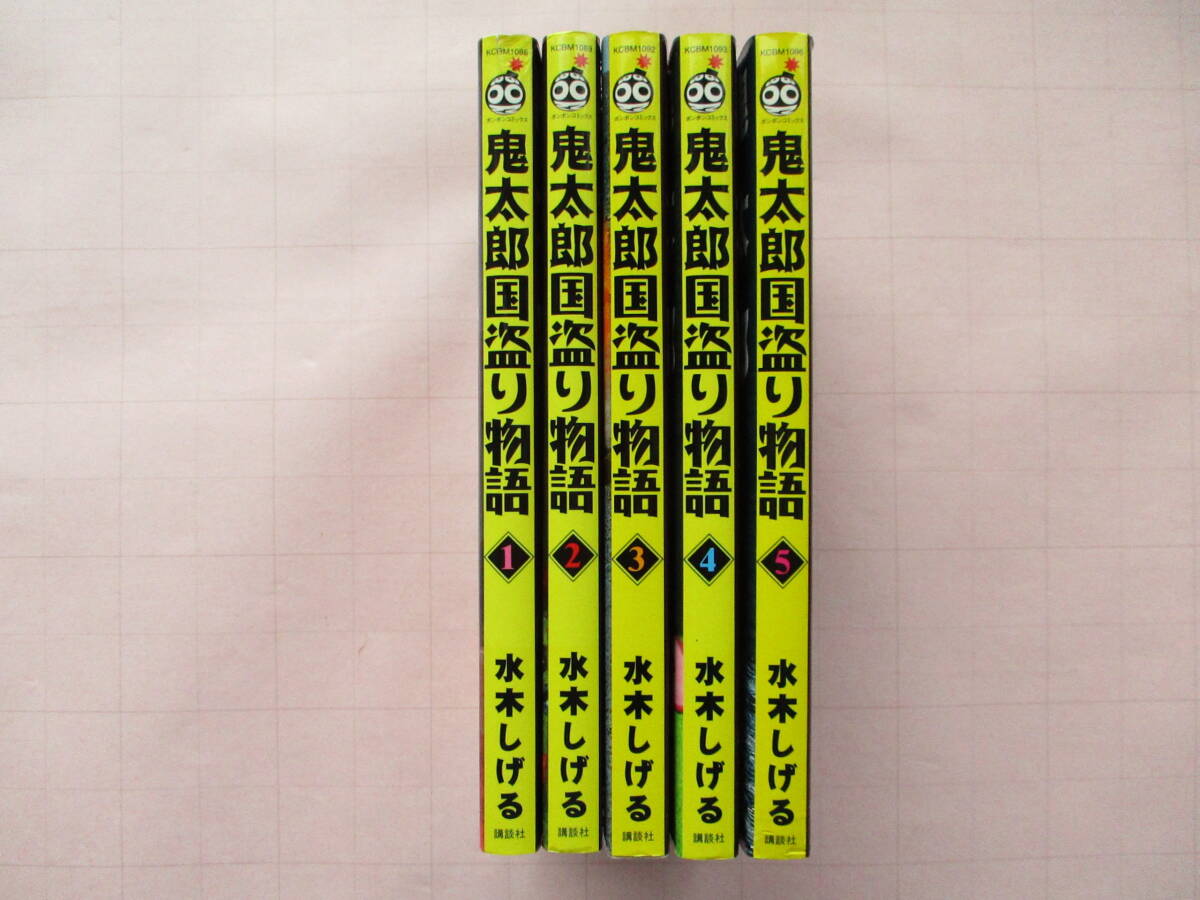 KCBM1086
ボンボンコミックス
鬼太郎国盗り物語
1
水木しげる
講談社
KCBM1089
ボンボンコミックス
鬼太郎国盗り物語
2
水木しげる
講談社
KCBM1092
ボンボンコミックス
鬼太郎国盗り物語
3
水木しげる
講談社
KCBM1093
ボンボンコミックス
鬼太郎国盗り物語
4
水木しげる
講談社
KCBM1096
ボンボンコミックス
鬼太郎国盗り物語
5
水木しげる
講談社